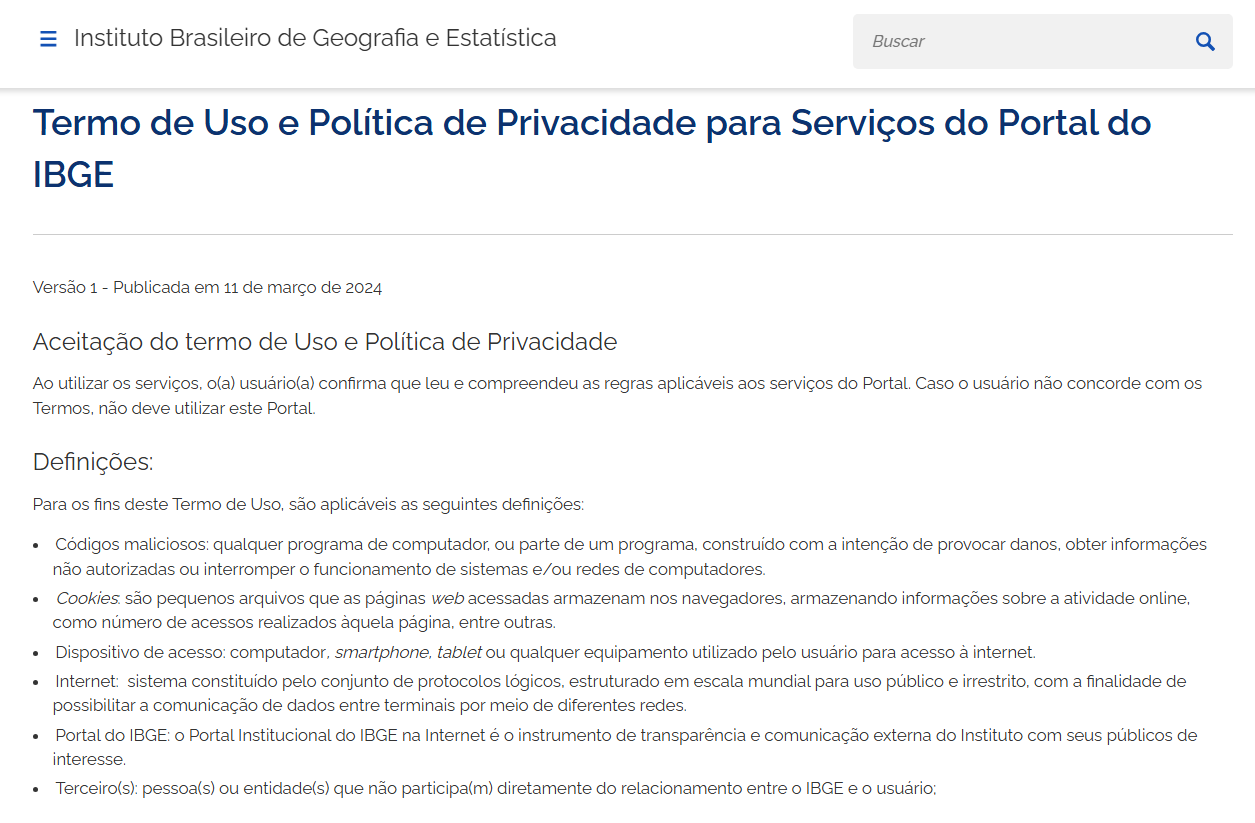 Instituto Brasileiro de Geografia e Estatística
Buscar
Termo de Uso e Política de Privacidade para Serviços do Portal do
IBGE
Versão 1 - Publicada em 11 de março de 2024
Aceitação do termo de Uso e Política de Privacidade
Ao utilizar os serviços, o(a) usuário(a) confirma que leu e compreendeu as regras aplicáveis aos serviços do Portal. Caso o usuário não concorde com os
Termos, não deve utilizar este Portal.
Definições:
Para os fins deste Termo de Uso, são aplicáveis as seguintes definições:
• Códigos maliciosos: qualquer programa de computador, ou parte de um programa, construído com a intenção de provocar danos, obter informações
não autorizadas ou interromper o funcionamento de sistemas e/ou redes de computadores.
• Cookies: são pequenos arquivos que as páginas web acessadas armazenam nos navegadores, armazenando informações sobre a atividade online,
como número de acessos realizados àquela página, entre outras.
• Dispositivo de acesso: computador, smartphone, tablet ou qualquer equipamento utilizado pelo usuário para acesso à internet.
• Internet: sistema constituído pelo conjunto de protocolos lógicos, estruturado em escala mundial para uso público e irrestrito, com a finalidade de
possibilitar a comunicação de dados entre terminais por meio de diferentes redes.
• Portal do IBGE: o Portal Institucional do IBGE na Internet é o instrumento de transparência e comunicação externa do Instituto com seus públicos de
interesse.
• Terceiro(s): pessoa(s) ou entidade(s) que não participa(m) diretamente do relacionamento entre o IBGE e o usuário;